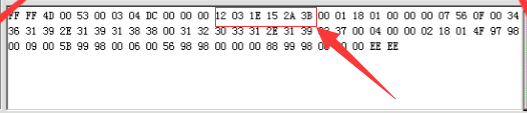 FF FF 4D 00 53 00 03 04 DC 00 00 00 12 03 1E 15 2A 3B 00 01 18 01 00 00 00 07 56 0F 00 34
36 31 39 2E 31 39 31 38 38 00 31 32 30 33 31 2E 31 39 37 00 04 00 00 02 18 01 4F 97 98
00 09 00 5B 99 98 00 06 00 56 98 98 00 00 00 88 99 98 00 EE EE